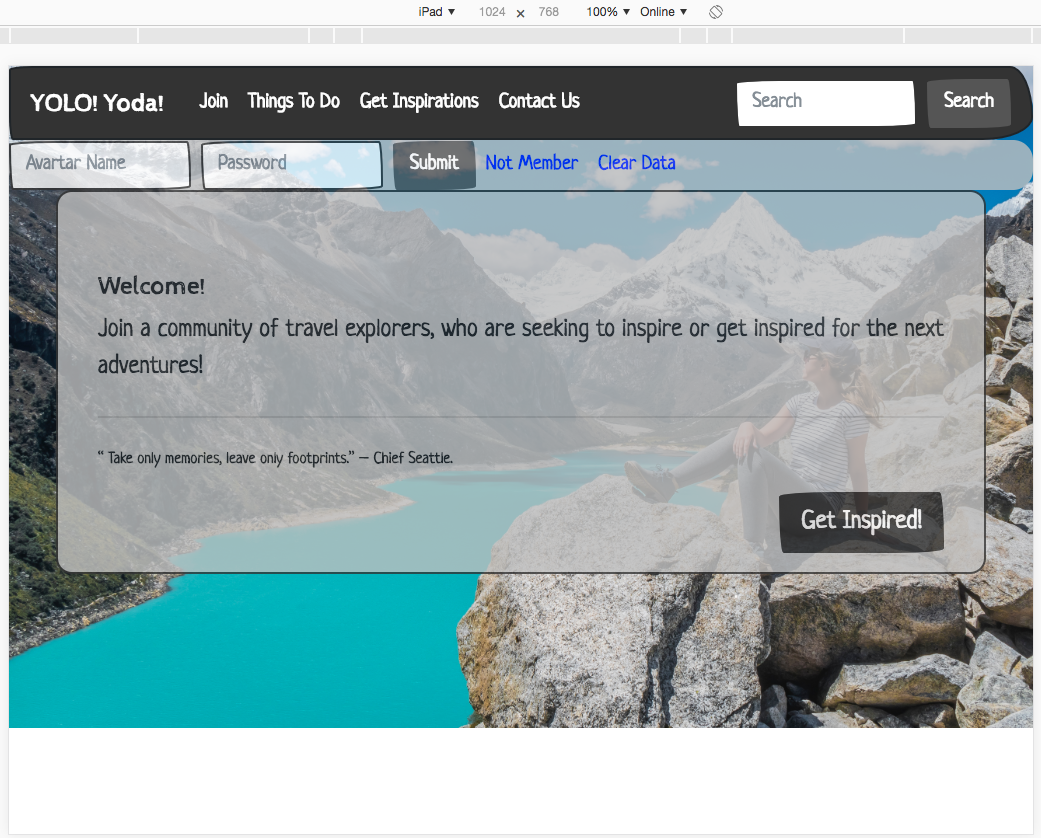 iPad ▼ 1024 × 768 100% ▼ Online ▼
YOLO! Yoda! Join Things To Do Get Inspirations Contact Us Search Search
Avartar Name Password Submit Not Member Clear Data
Welcome!
Join a community of travel explorers, who are seeking to inspire or get inspired for the next
adventures!
“ Take only memories, leave only footprints.” – Chief Seattle.
Get Inspired!